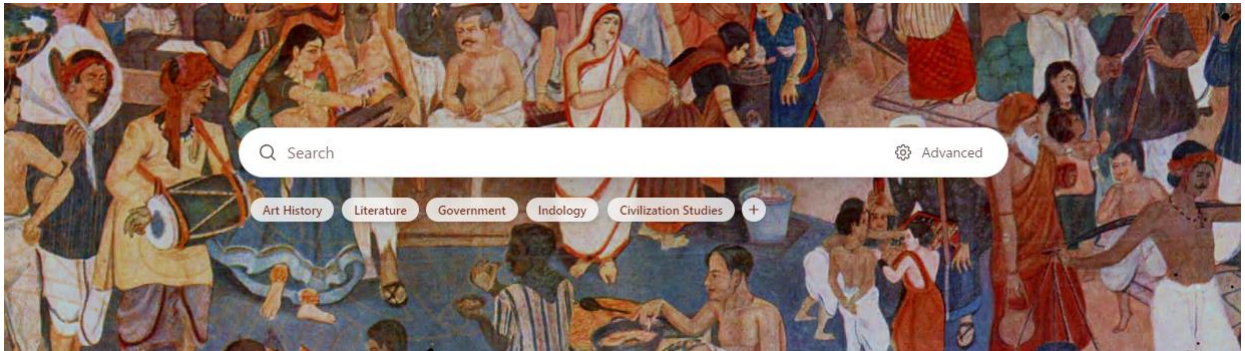 Search Advanced
Art History Literature Government Indology Civilization Studies +